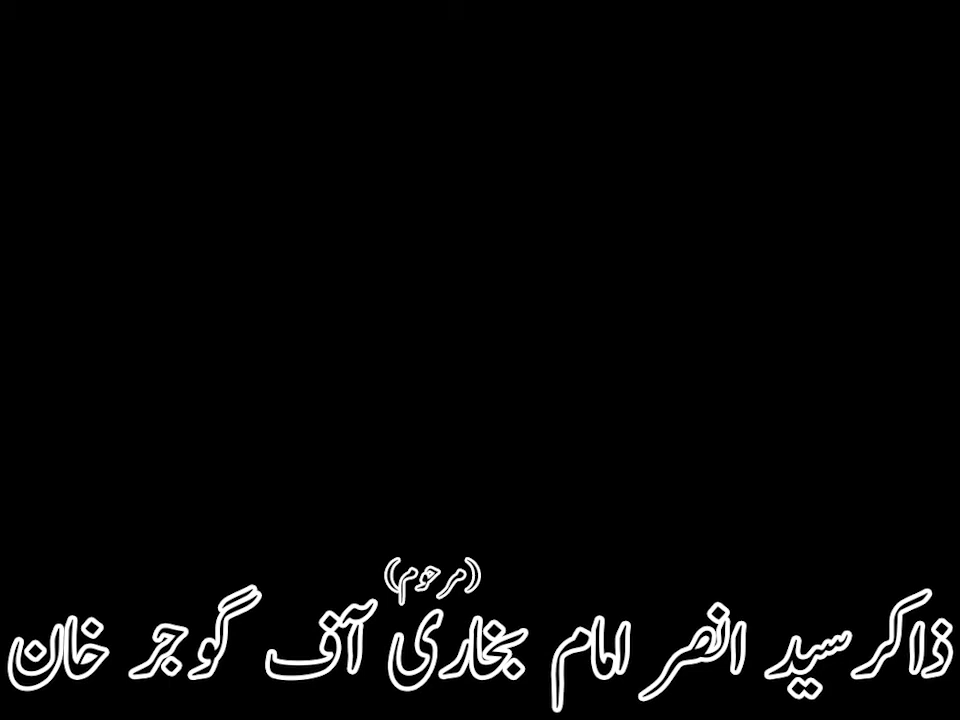 (مرحوم)
ذاکر سید انصر امام بخاری آف گوجر خان